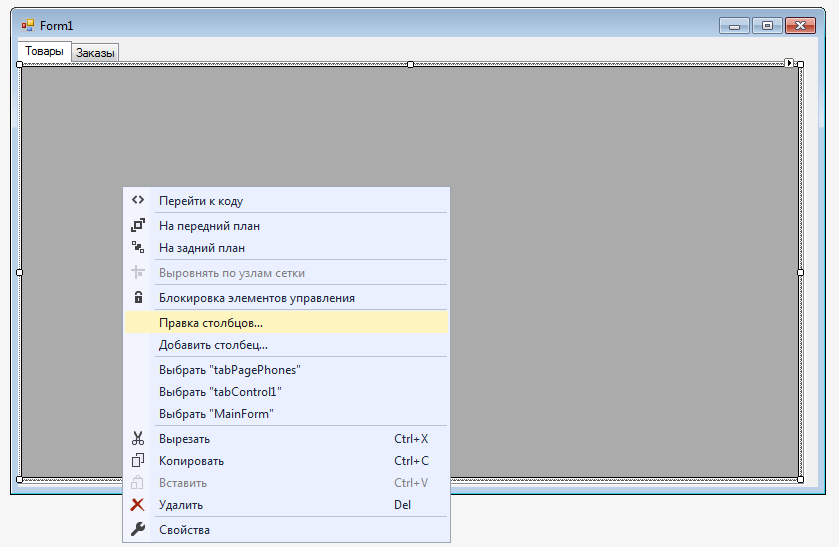 Form1
Товары
Заказы
Перейти к коду
На передний план
На задний план
Выровнять по узлам сетки
Блокировка элементов управления
Правка столбцов...
Добавить столбец...
Выбрать "tabPagePhones"
Выбрать "tabControl1"
Выбрать "MainForm"
Вырезать Ctrl+X
Копировать Ctrl+C
Вставить Ctrl+V
Удалить Del
Свойства